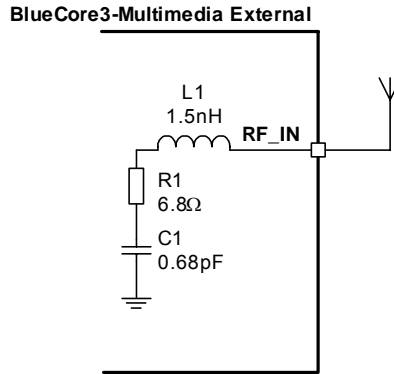 BlueCore3-Multimedia External
L1
1.5nH
RF_IN
R1
6.8Ω
C1
0.68pF